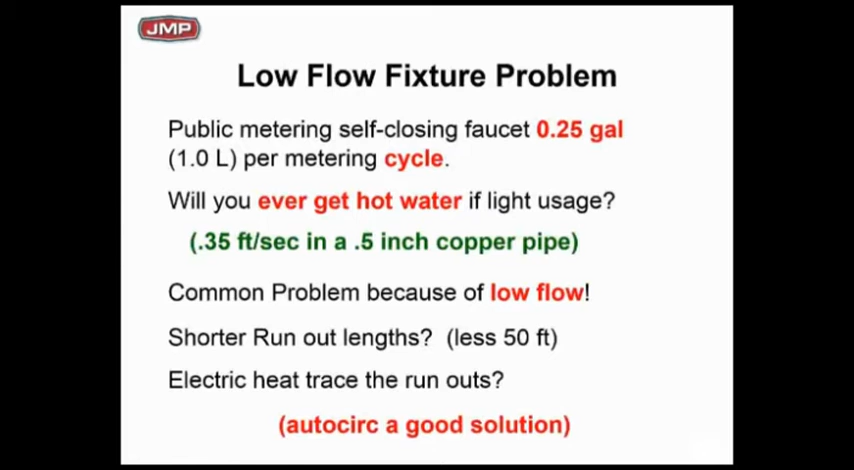 JMP
Low Flow Fixture Problem
Public metering self-closing faucet 0.25 gal
(1.0 L) per metering cycle.
Will you ever get hot water if light usage?
(.35 ft/sec in a .5 inch copper pipe)
Common Problem because of low flow!
Shorter Run out lengths? (less 50 ft)
Electric heat trace the run outs?
(autocirc a good solution)